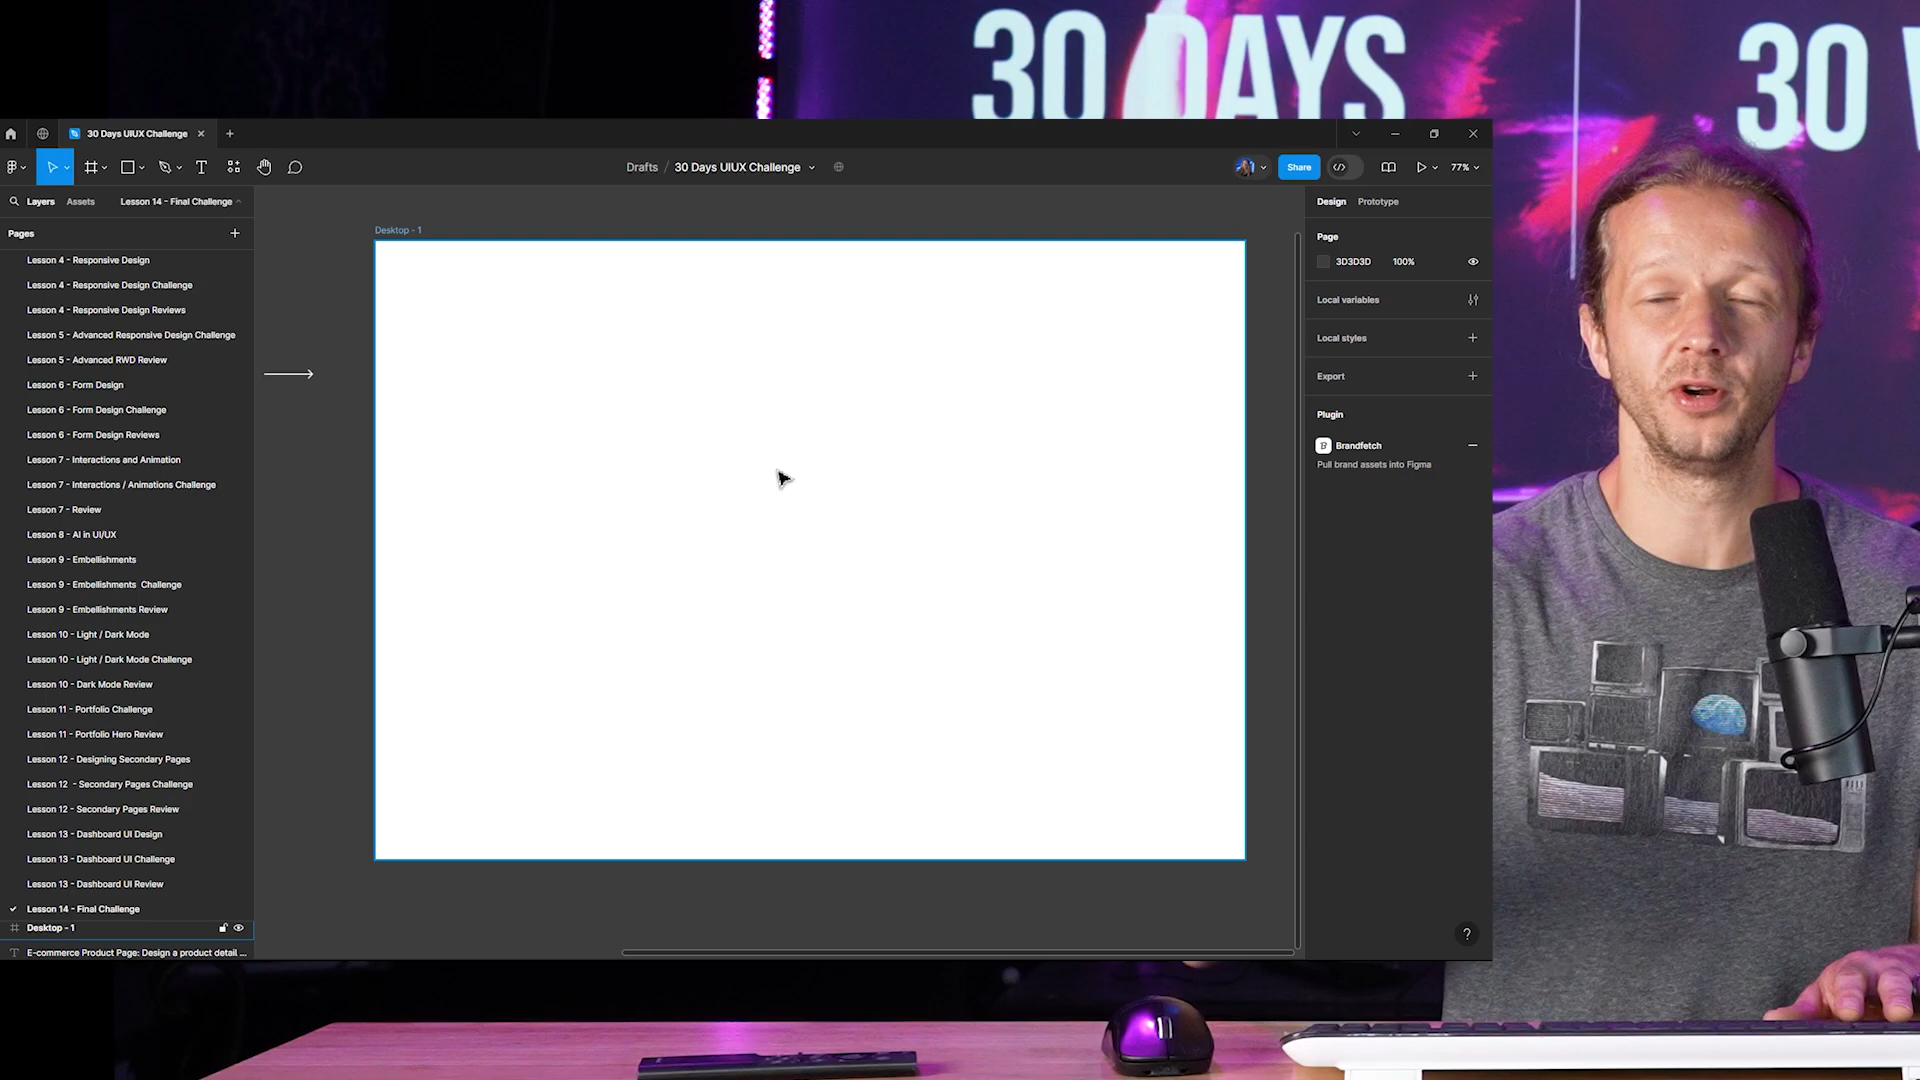 30 DAYS
30
30 Days UIUX Challenge
Drafts / 30 Days UIUX Challenge
Share
77%
Layers Assets Lesson 14 - Final Challenge
Pages
Lesson 4 - Responsive Design
Lesson 4 - Responsive Design Challenge
Lesson 4 - Responsive Design Reviews
Lesson 5 - Advanced Responsive Design Challenge
Lesson 5 - Advanced RWD Review
Lesson 6 - Form Design
Lesson 6 - Form Design Challenge
Lesson 6 - Form Design Reviews
Lesson 7 - Interactions and Animation
Lesson 7 - Interactions / Animations Challenge
Lesson 7 - Review
Lesson 8 - AI in UI/UX
Lesson 9 - Embellishments
Lesson 9 - Embellishments Challenge
Lesson 9 - Embellishments Review
Lesson 10 - Light / Dark Mode
Lesson 10 - Light / Dark Mode Challenge
Lesson 10 - Dark Mode Review
Lesson 11 - Portfolio Challenge
Lesson 11 - Portfolio Hero Review
Lesson 12 - Designing Secondary Pages
Lesson 12 - Secondary Pages Challenge
Lesson 12 - Secondary Pages Review
Lesson 13 - Dashboard UI Design
Lesson 13 - Dashboard UI Challenge
Lesson 13 - Dashboard UI Review
Lesson 14 - Final Challenge
Desktop - 1
E-commerce Product Page: Design a product detail ...
Desktop - 1
Design Prototype
Page
3D3D3D 100%
Local variables
Local styles
Export
Plugin
Brandfetch
Pull brand assets into Figma
?